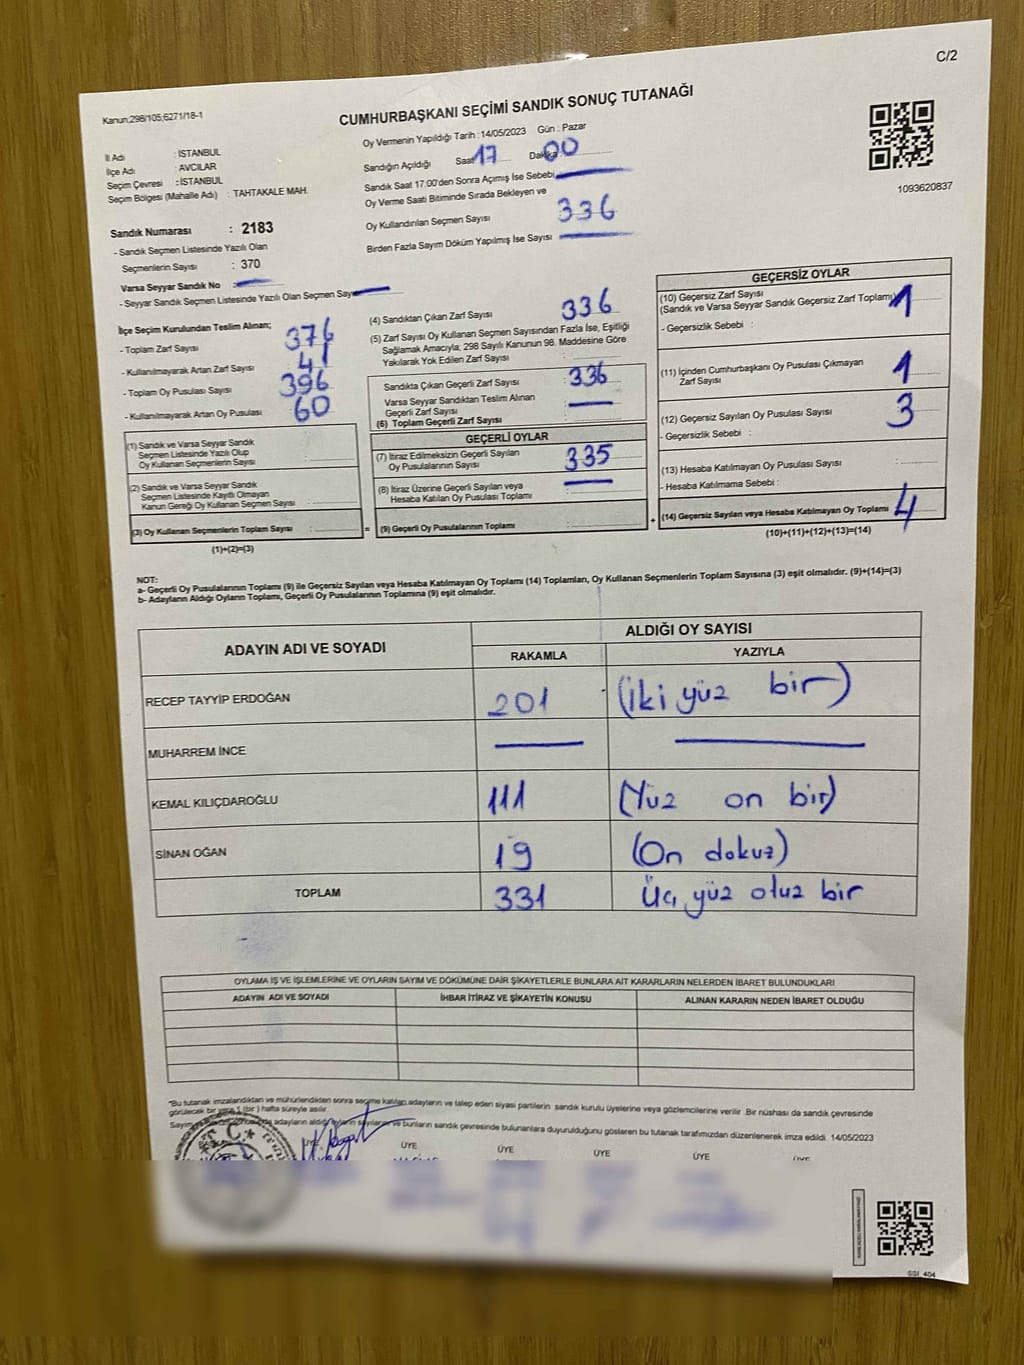 C/2
Kanun;298/105;6271/18-1
CUMHURBAŞKANI SEÇİMİ SANDIK SONUÇ TUTANAĞI
İl Adı : İSTANBUL
İlçe Adı : AVCILAR
Seçim Çevresi : İSTANBUL
Seçim Bölgesi (Mahalle Adı) : TAHTAKALE MAH.
Sandık Numarası : 2183
- Sandık Seçmen Listesinde Yazılı Olan
Seçmenlerin Sayısı : 370
Varsa Seyyar Sandık No :
- Seyyar Sandık Seçmen Listesinde Yazılı Olan Seçmen
Oy Vermenin Yapıldığı Tarih : 14/05/2023 Gün : Pazar
Sandığın Açıldığı Saat 17 Dakika 00
Sandık Saat 17:00'den Sonra Açımış İse Sebebi
Oy Verme Saati Bitiminde Sırada Bekleyen ve
Oy Kullandırılan Seçmen Sayısı 336
Birden Fazla Sayım Döküm Yapılmış İse Sayısı
1093620837
İlçe Seçim Kurulundan Teslim Alınan;
- Toplam Zarf Sayısı 376
- Kullanılmayarak Artan Zarf Sayısı 41
- Toplam Oy Pusulası Sayısı 396
- Kullanılmayarak Artan Oy Pusulası 60
(1) Sandık ve Varsa Seyyar Sandık
Seçmen Listesinde Yazılı Olup
Oy Kullanan Seçmenlerin Sayısı :
(2) Sandık ve Varsa Seyyar Sandık
Seçmen Listesinde Kayıtlı Olmayan
Kanun Gereği Oy Kullanan Seçmen Sayısı :
(3) Oy Kullanan Seçmenlerin Toplam Sayısı :
(1)+(2)=(3)
=
(4) Sandıktan Çıkan Zarf Sayısı 336
(5) Zarf Sayısı Oy Kullanan Seçmen Sayısından Fazla İse, Eşitliği
Sağlamak Amacıyla; 298 Sayılı Kanunun 98. Maddesine Göre
Yakılarak Yok Edilen Zarf Sayısı :
Sandıkta Çıkan Geçerli Zarf Sayısı : 336
Varsa Seyyar Sandıktan Teslim Alınan
Geçerli Zarf Sayısı
(6) Toplam Geçerli Zarf Sayısı :
GEÇERLİ OYLAR
(7) İtiraz Edilmeksizin Geçerli Sayılan
Oy Pusulalarının Sayısı 335
(8) İtiraz Üzerine Geçerli Sayılan veya
Hesaba Katılan Oy Pusulası Toplamı
(9) Geçerli Oy Pusulalarının Toplamı :
+
GEÇERSİZ OYLAR
(10) Geçersiz Zarf Sayısı
(Sandık ve Varsa Seyyar Sandık Geçersiz Zarf Toplamı) 1
- Geçersizlik Sebebi :
(11) İçinden Cumhurbaşkanı Oy Pusulası Çıkmayan
Zarf Sayısı 1
(12) Geçersiz Sayılan Oy Pusulası Sayısı 3
- Geçersizlik Sebebi :
(13) Hesaba Katılmayan Oy Pusulası Sayısı :
- Hesaba Katılmama Sebebi :
(14) Geçersiz Sayılan veya Hesaba Katılmayan Oy Toplamı 4
(10)+(11)+(12)+(13)=(14)
NOT:
a- Geçerli Oy Pusulalarının Toplamı (9) ile Geçersiz Sayılan veya Hesaba Katılmayan Oy Toplamı (14) Toplamları, Oy Kullanan Seçmenlerin Toplam Sayısına (3) eşit olmalıdır. (9)+(14)=(3)
b- Adayların Aldığı Oyların Toplamı, Geçerli Oy Pusulalarının Toplamına (9) eşit olmalıdır.
ADAYIN ADI VE SOYADI
ALDIĞI OY SAYISI
RAKAMLA YAZIYLA
RECEP TAYYİP ERDOĞAN 201 (iki yüz bir)
MUHARREM İNCE
KEMAL KILIÇDAROĞLU 111 (Yüz on bir)
SİNAN OĞAN 19 (On dokuz)
TOPLAM 331 Üç yüz otuz bir
OYLAMA İŞ VE İŞLEMLERİNE VE OYLARIN SAYIM VE DÖKÜMÜNE DAİR ŞİKAYETLERLE BUNLARA AİT KARARLARIN NELERDEN İBARET BULUNDUKLARI
ADAYIN ADI VE SOYADI İHBAR İTİRAZ VE ŞİKAYETİN KONUSU ALINAN KARARIN NEDEN İBARET OLDUĞU
"Bu tutanak imzalandıktan ve mühürlendikten sonra seçime katılan adayların ve talep eden siyasi partilerin sandık kurulu üyelerine veya gözlemcilerine verilir. Bir nüshası da sandık çevresinde
görülecek bir yere 1 (bir) hafta süreyle asılır.
adayların aldığı oyların sayılarını ve bunların sandık çevresinde bulunanlara duyurulduğunu gösteren bu tutanak tarafımızdan düzenlenerek imza edildi. 14/05/2023
ÜYE ÜYE ÜYE ÜYE
T.C.